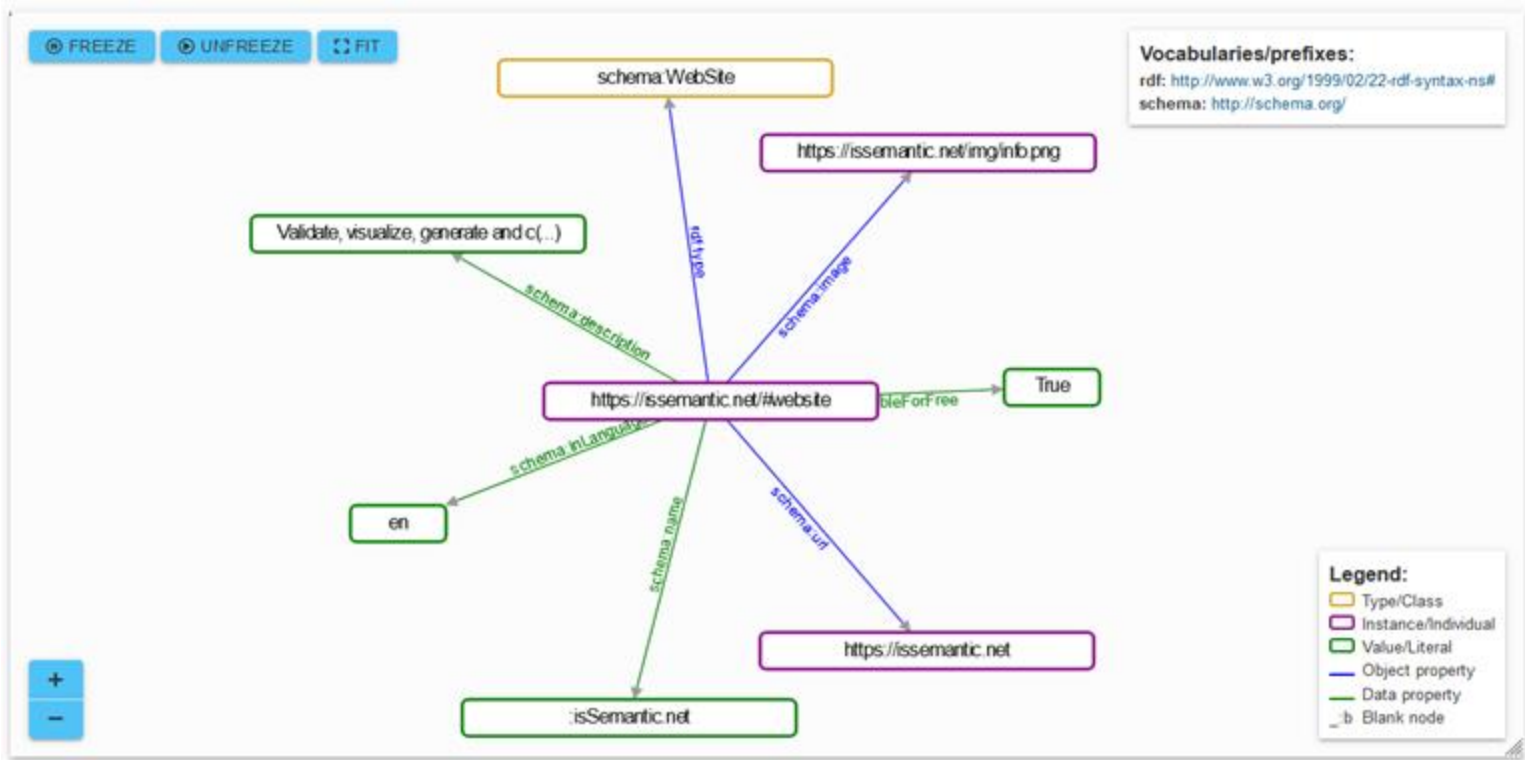 FREEZE
UNFREEZE
FIT
Vocabularies/prefixes:
rdf: http://www.w3.org/1999/02/22-rdf-syntax-ns#
schema: http://schema.org/
schema:WebSite
https://issemantic.net/img/info.png
rdf:type
Validate, visualize, generate and c(...)
schema:image
schema:description
True
https://issemantic.net/#website
bleForFree
schema:inLanguage
en
schema:name
schema:url
https://issemantic.net
:isSemantic.net
Legend:
Type/Class
Instance/Individual
Value/Literal
Object property
Data property
_:b Blank node
+
−